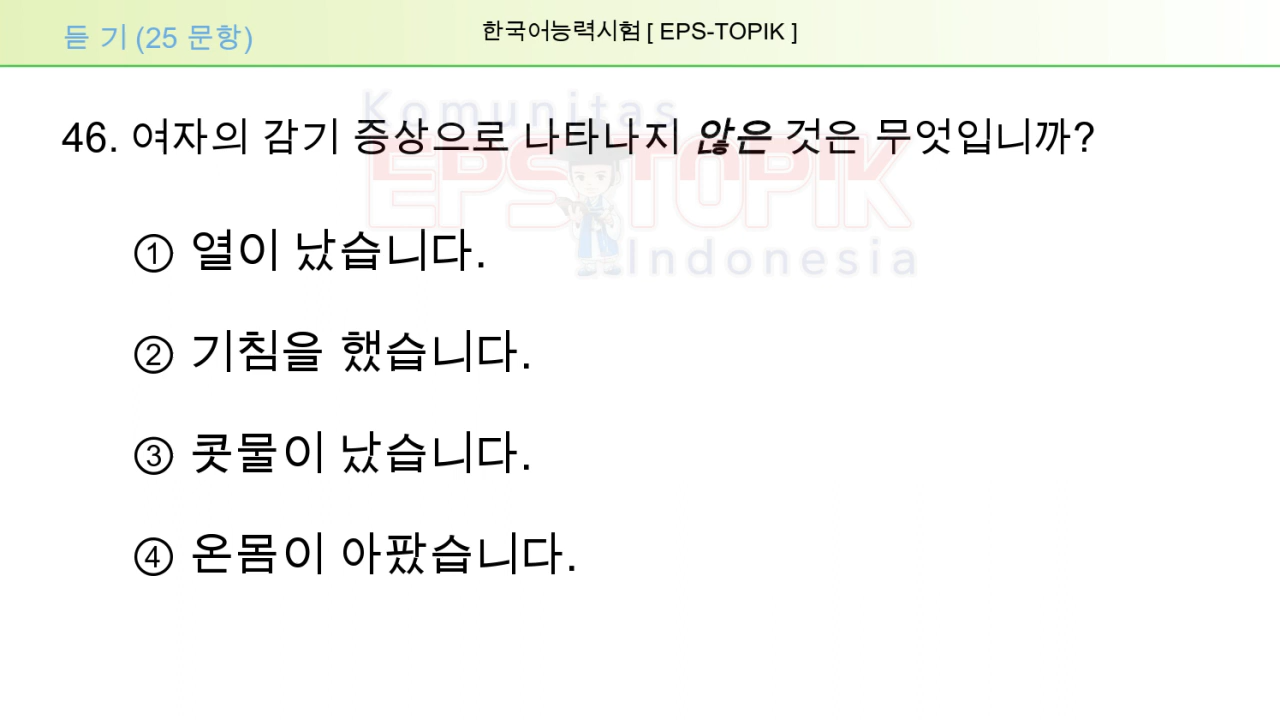 듣 기 (25 문항)
한국어능력시험 [ EPS-TOPIK ]
Komunitas
EPS TOPIK
Indonesia
46. 여자의 감기 증상으로 나타나지 않은 것은 무엇입니까?
① 열이 났습니다.
② 기침을 했습니다.
③ 콧물이 났습니다.
④ 온몸이 아팠습니다.